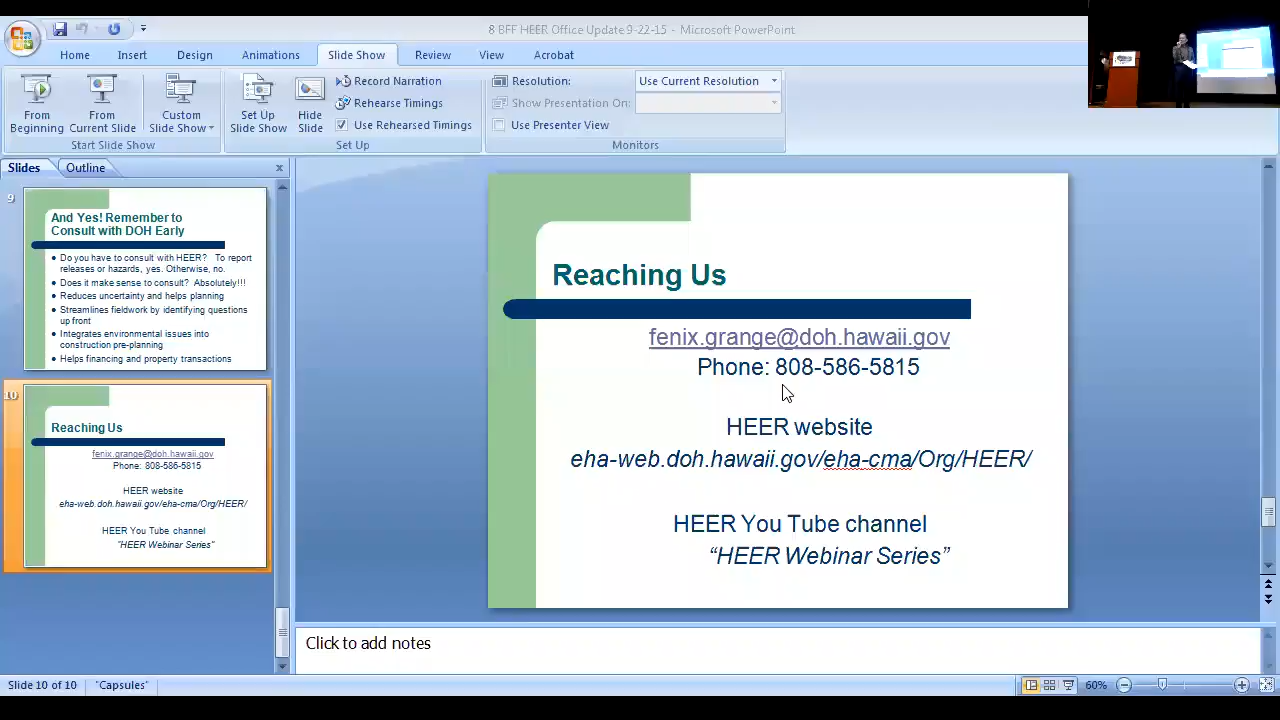 8 BFF HEER Office Update 9-22-15 - Microsoft PowerPoint
Home Insert Design Animations Slide Show Review View Acrobat
From Beginning
From Current Slide
Custom Slide Show
Start Slide Show
Set Up Slide Show
Hide Slide
Record Narration
Rehearse Timings
Use Rehearsed Timings
Set Up
Resolution: Use Current Resolution
Show Presentation On:
Use Presenter View
Monitors
Slides Outline x
9
And Yes! Remember to
Consult with DOH Early
Do you have to consult with HEER? To report
releases or hazards, yes. Otherwise, no.
Does it make sense to consult? Absolutely!!!
Reduces uncertainty and helps planning
Streamlines fieldwork by identifying questions
up front
Integrates environmental issues into
construction pre-planning
Helps financing and property transactions
10
Reaching Us
fenix.grange@doh.hawaii.gov
Phone: 808-586-5815
HEER website
eha-web.doh.hawaii.gov/eha-cma/Org/HEER/
HEER You Tube channel
"HEER Webinar Series"
Reaching Us
fenix.grange@doh.hawaii.gov
Phone: 808-586-5815
HEER website
eha-web.doh.hawaii.gov/eha-cma/Org/HEER/
HEER You Tube channel
“HEER Webinar Series”
Click to add notes
Slide 10 of 10 "Capsules" 60%